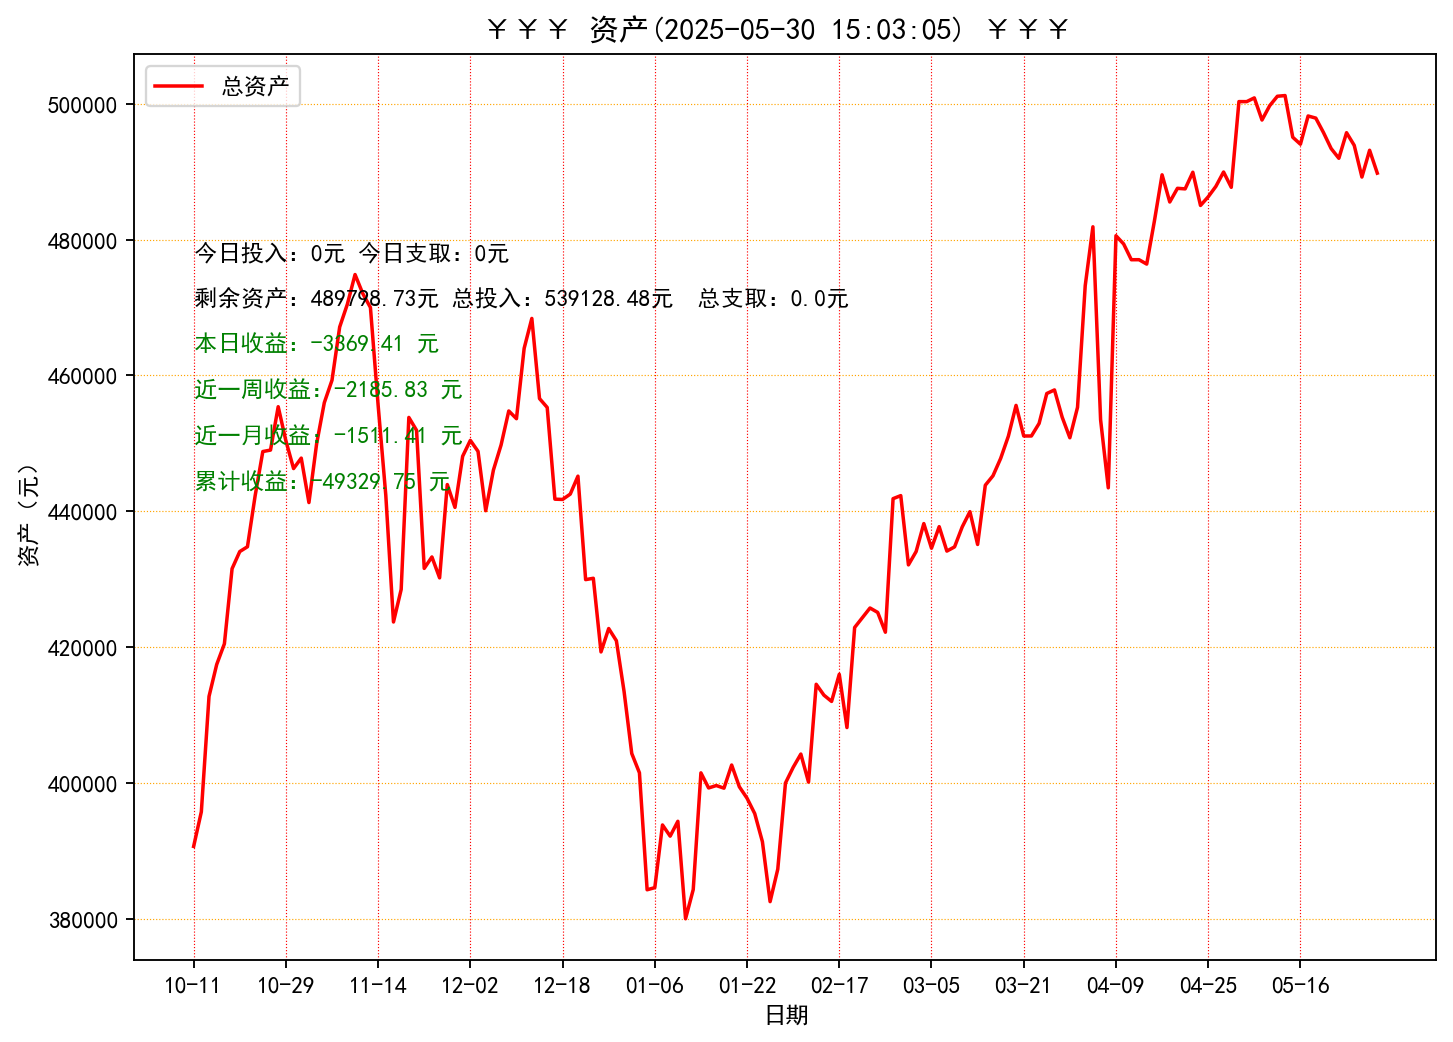 ￥￥￥ 资产(2025-05-30 15:03:05) ￥￥￥
总资产
500000
480000
460000
440000
420000
400000
380000
资产（元）
今日投入：0元 今日支取：0元
剩余资产：489798.73元 总投入：539128.48元  总支取：0.0元
本日收益：-3369.41 元
近一周收益：-2185.83 元
近一月收益：-1511.41 元
累计收益：-49329.75 元
10-11 10-29 11-14 12-02 12-18 01-06 01-22 02-17 03-05 03-21 04-09 04-25 05-16
日期